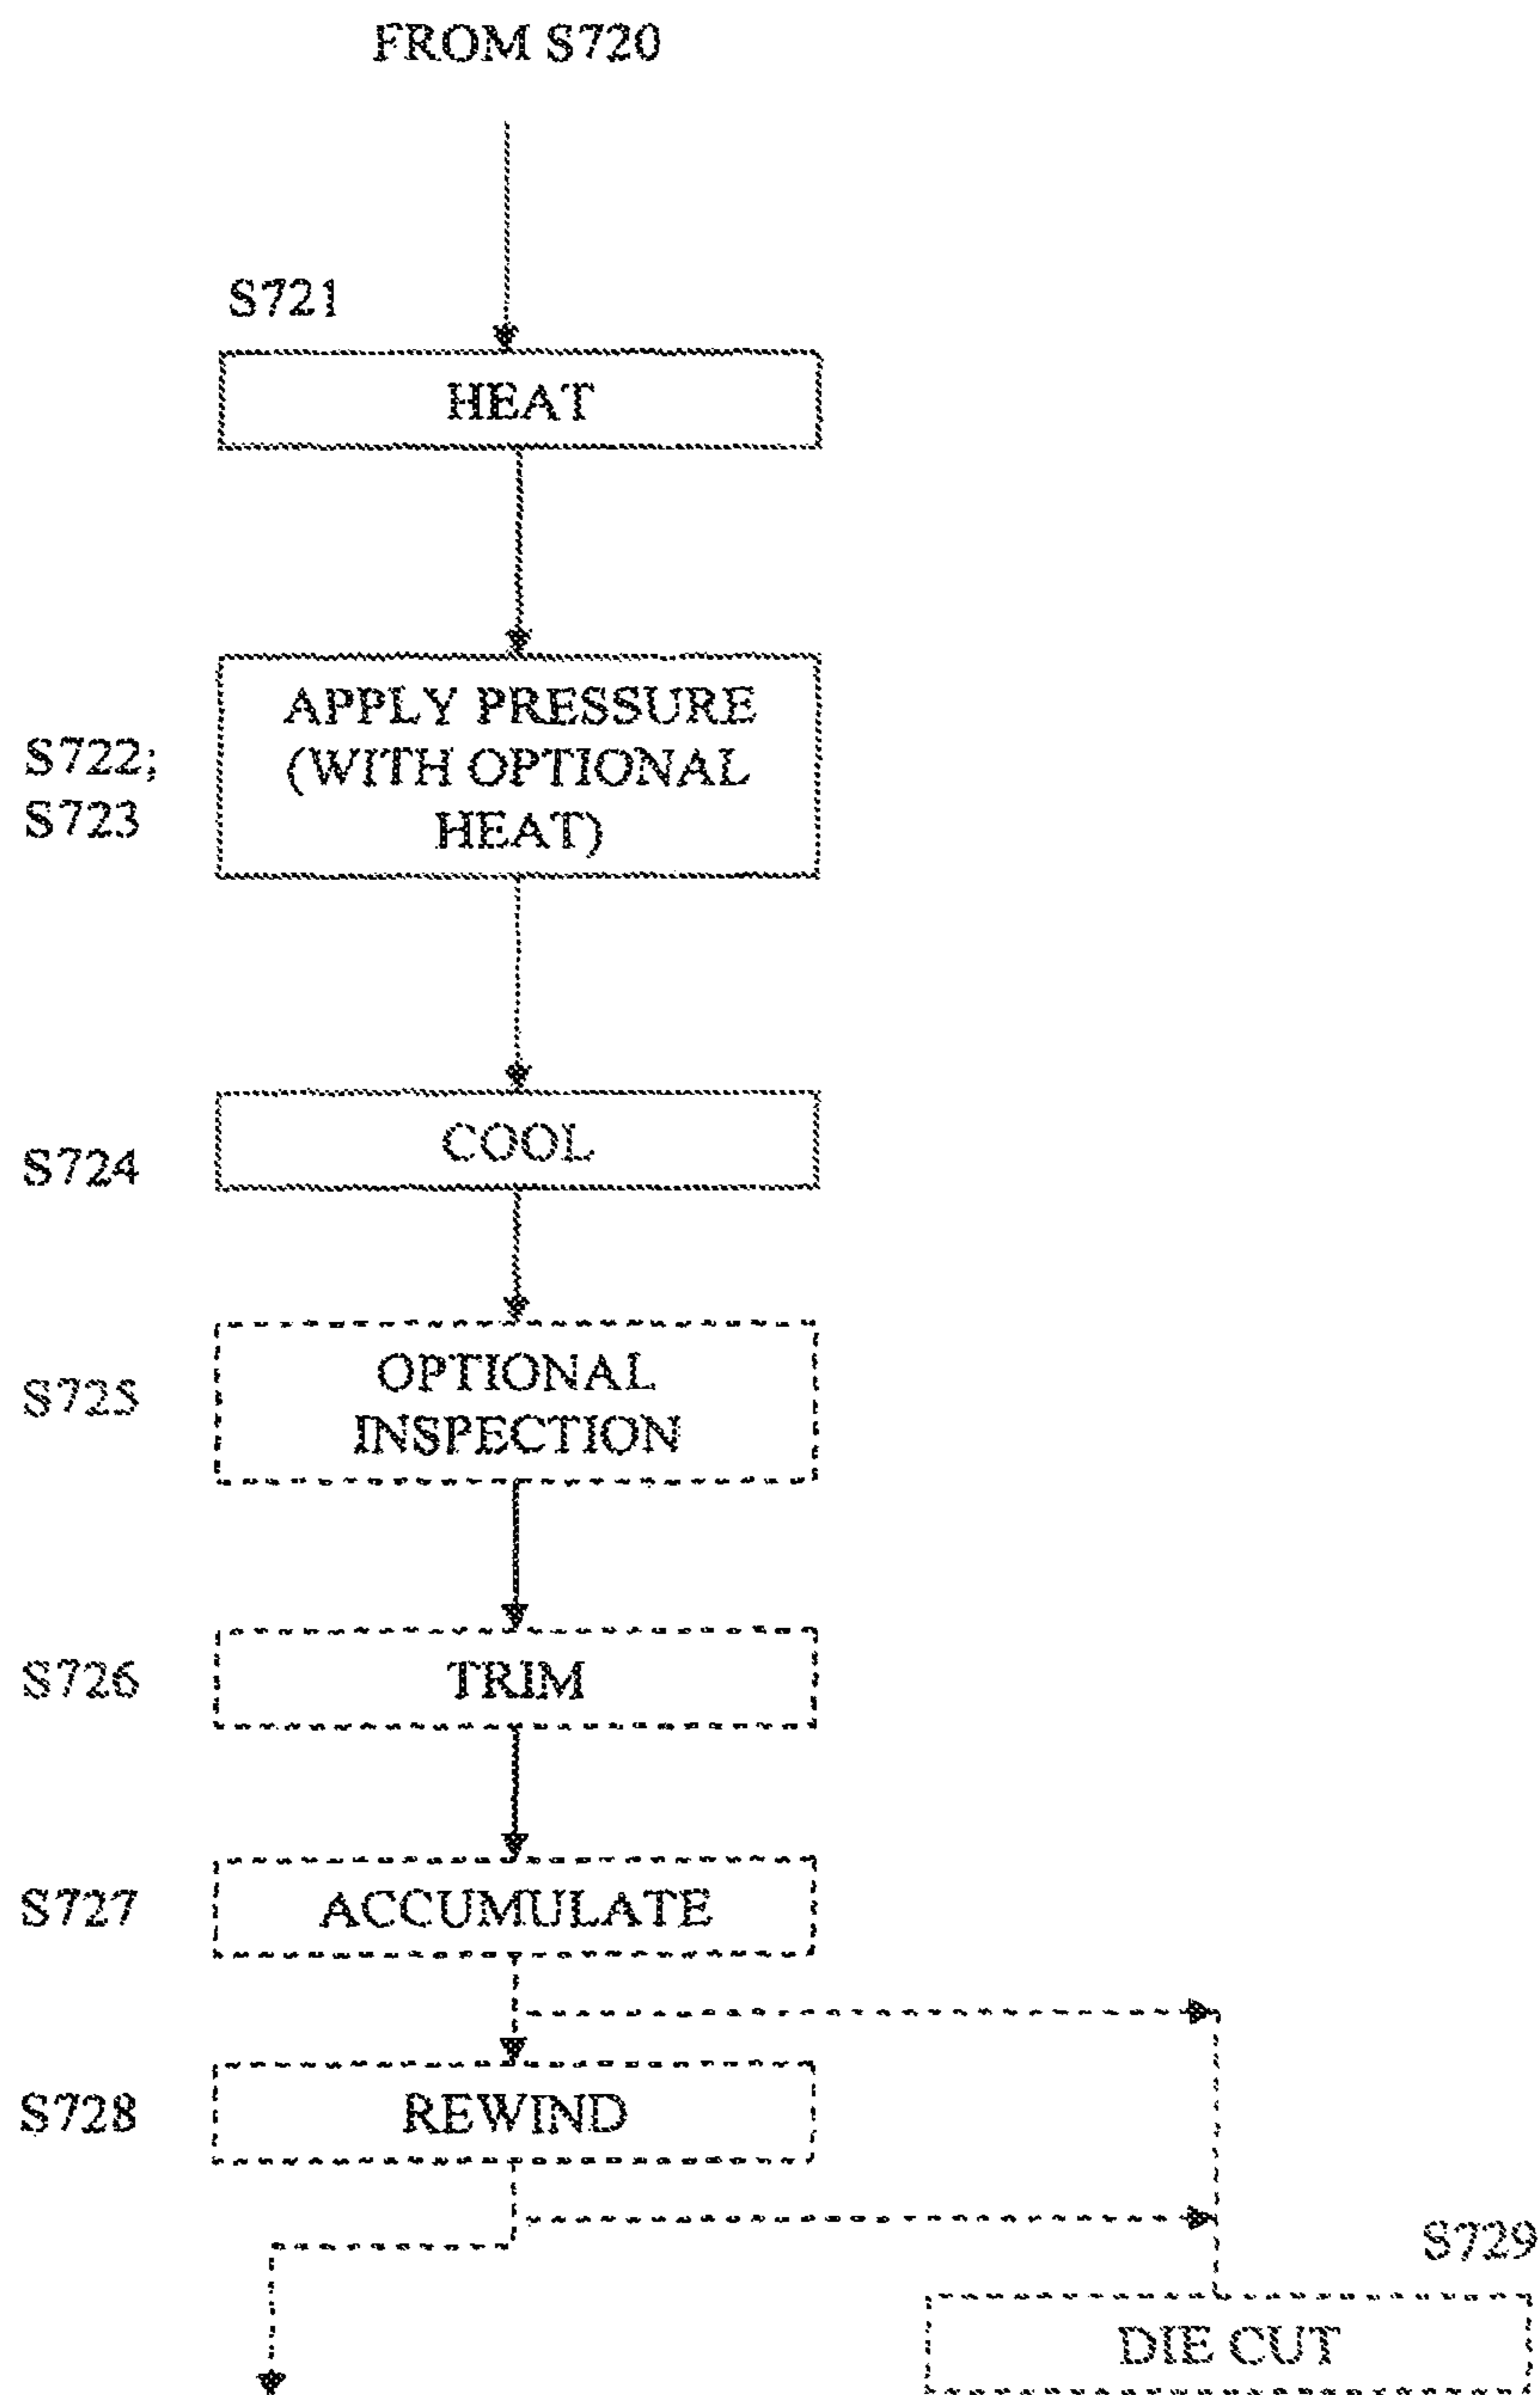 FROM S720
S721
HEAT
S722;
S723
APPLY PRESSURE
(WITH OPTIONAL
HEAT)
S724
COOL
S725
OPTIONAL
INSPECTION
S726
TRIM
S727
ACCUMULATE
S728
REWIND
S729
DIE CUT